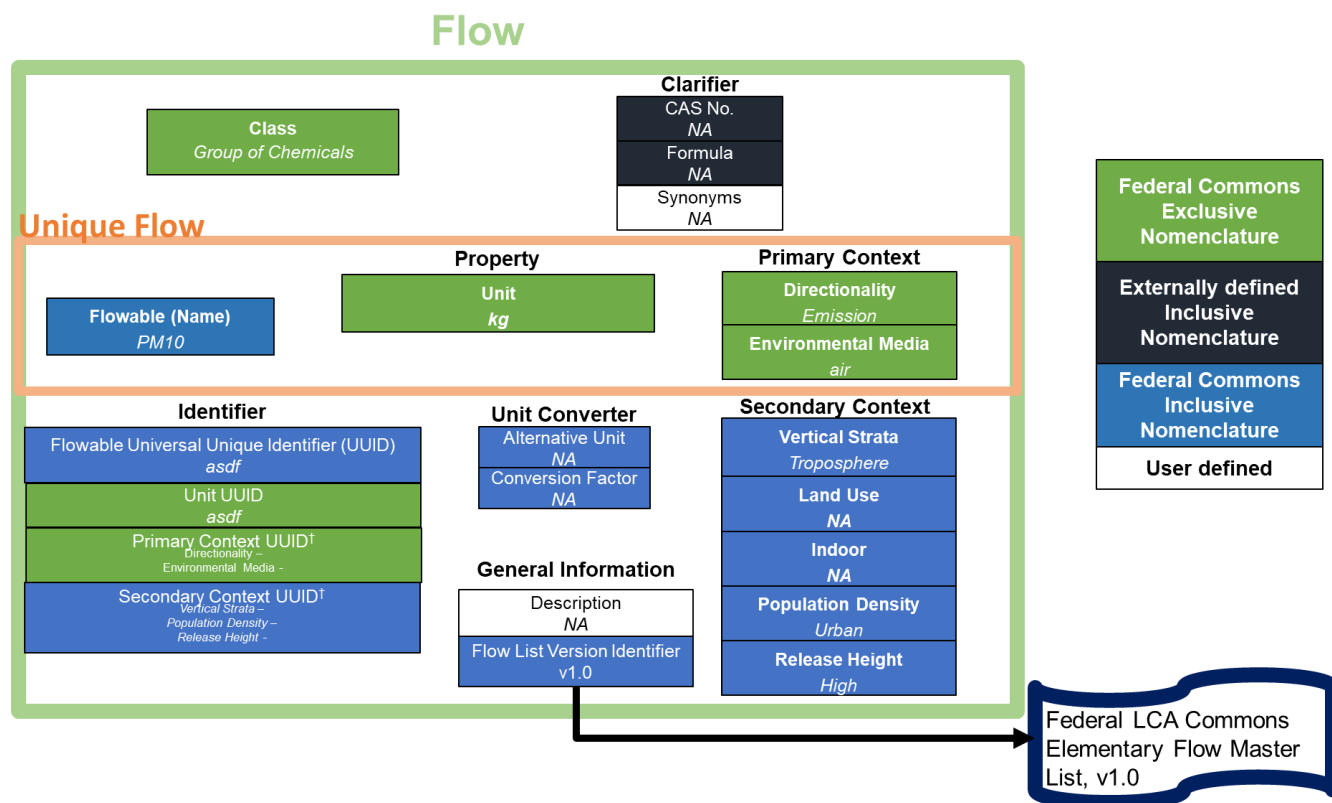 Flow
Class
Group of Chemicals
Clarifier
CAS No.
NA
Formula
NA
Synonyms
NA
Unique Flow
Flowable (Name)
PM10
Property
Unit
kg
Primary Context
Directionality
Emission
Environmental Media
air
Identifier
Flowable Universal Unique Identifier (UUID)
asdf
Unit UUID
asdf
Primary Context UUID†
Directionality –
Environmental Media -
Secondary Context UUID†
Vertical Strata –
Population Density –
Release Height -
Unit Converter
Alternative Unit
NA
Conversion Factor
NA
General Information
Description
NA
Flow List Version Identifier
v1.0
Secondary Context
Vertical Strata
Troposphere
Land Use
NA
Indoor
NA
Population Density
Urban
Release Height
High
Federal Commons
Exclusive
Nomenclature
Externally defined
Inclusive
Nomenclature
Federal Commons
Inclusive
Nomenclature
User defined
Federal LCA Commons
Elementary Flow Master
List, v1.0